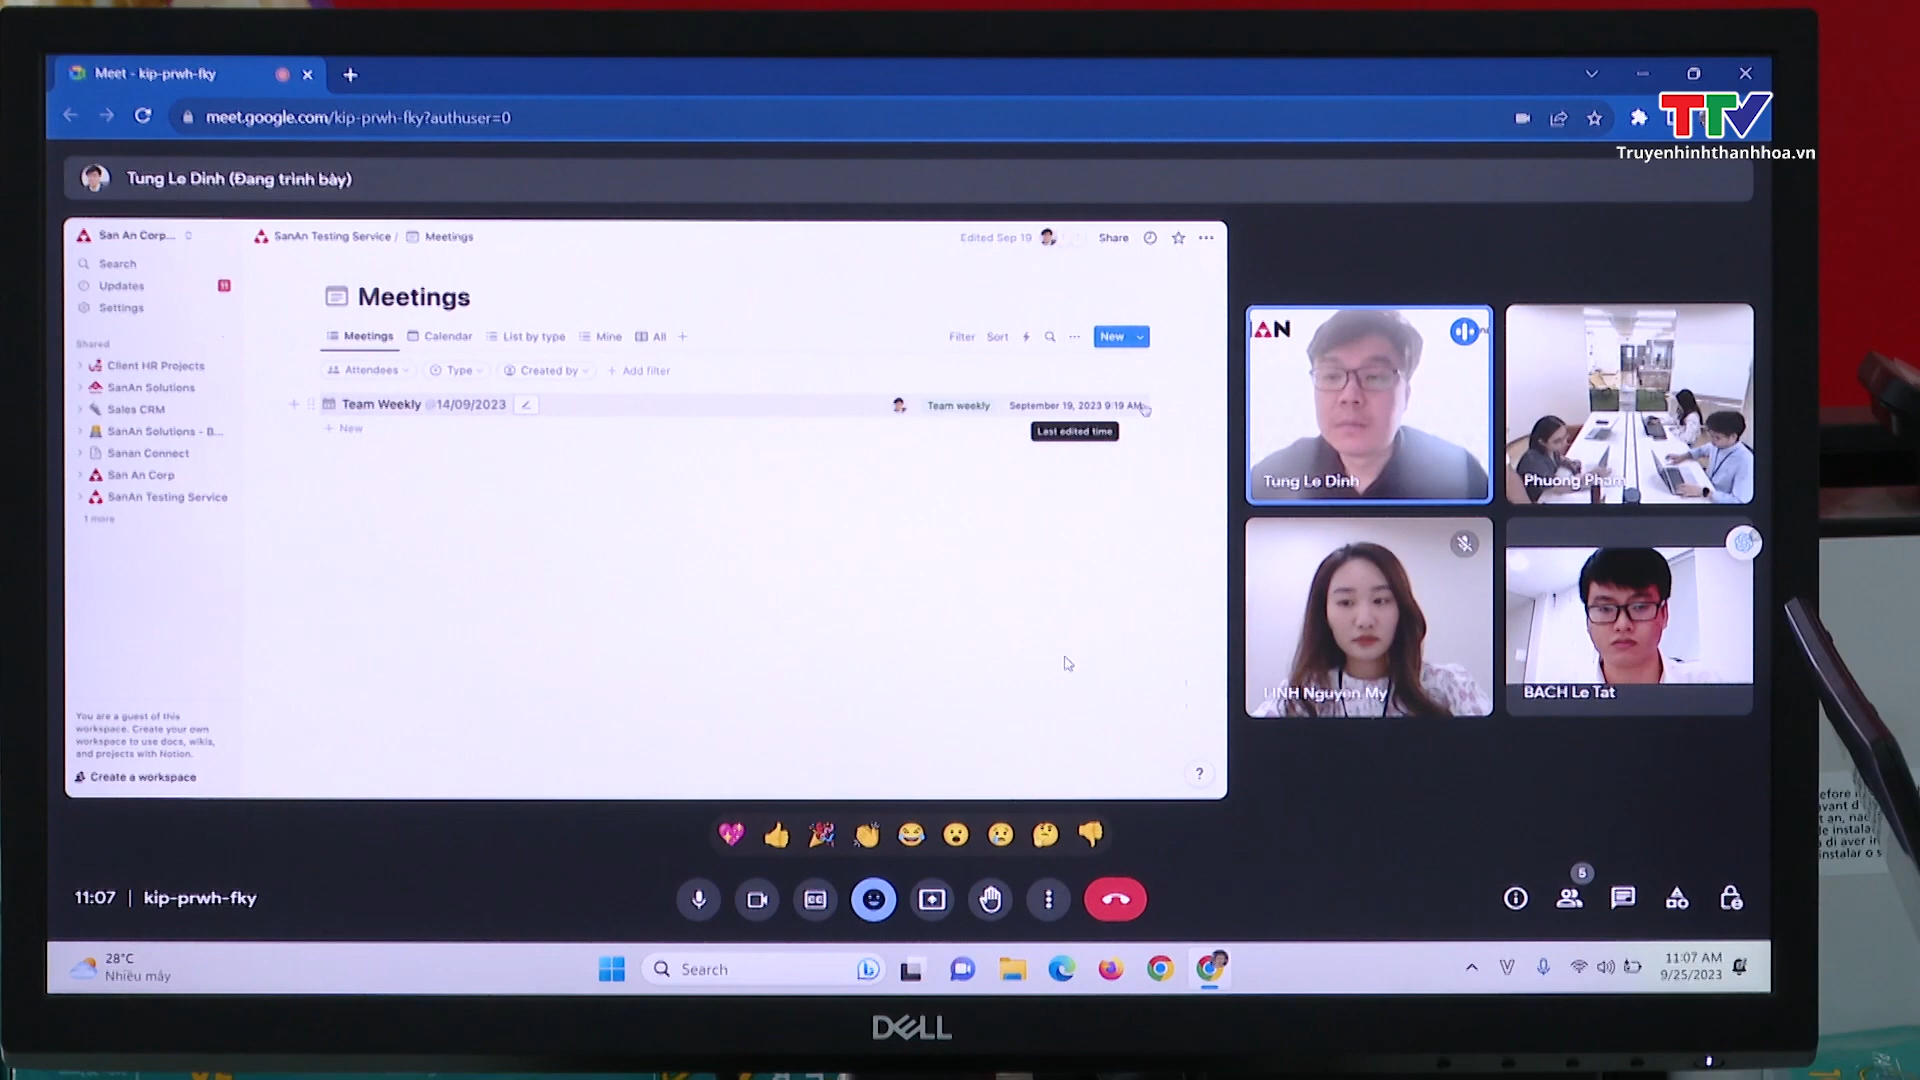 Meet - kip-prwh-fky
meet.google.com/kip-prwh-fky?authuser=0
TTV
Truyenhinhthanhhoa.vn
Tung Le Dinh (Đang trình bày)
San An Corp...
SanAn Testing Service / Meetings
Edited Sep 19
Share
Search
Updates
Settings
Meetings
Meetings
Calendar
List by type
Mine
All
Filter
Sort
New
Shared
Client HR Projects
SanAn Solutions
Sales CRM
SanAn Solutions - B...
Sanan Connect
San An Corp
SanAn Testing Service
1 more
Attendees
Type
Created by
+ Add filter
Team Weekly @14/09/2023
Team weekly
September 19, 2023 9:19 AM
+ New
Last edited time
AN
Tung Le Dinh
Phuong Pham
LINH Nguyen My
BACH Le Tat
You are a guest of this
workspace. Create your own
workspace to use docs, wikis,
and projects with Notion.
Create a workspace
?
11:07 | kip-prwh-fky
CC
5
28°C
Nhiều mây
Search
V
11:07 AM
9/25/2023
DELL